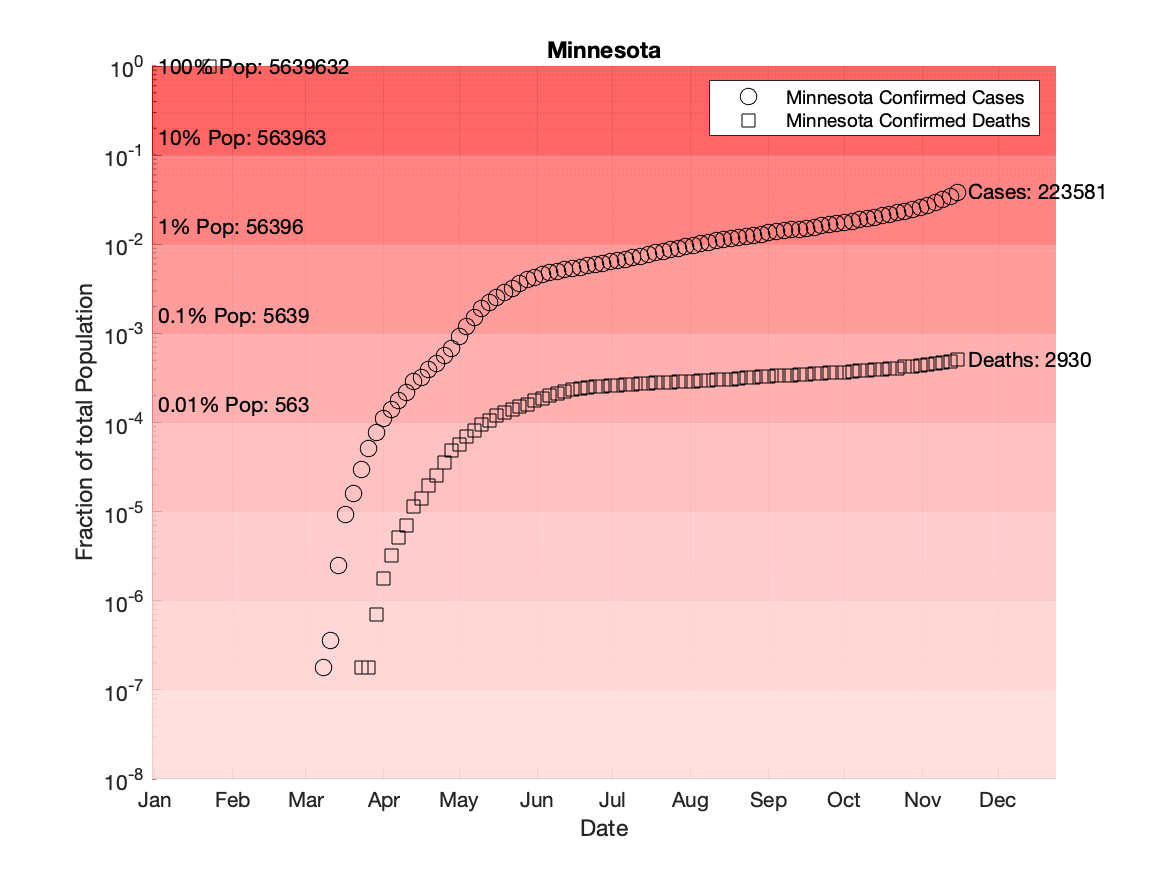 Minnesota
10^0
100% Pop: 5639632
Minnesota Confirmed Cases
Minnesota Confirmed Deaths
10% Pop: 563963
10^-1
Cases: 223581
1% Pop: 56396
10^-2
0.1% Pop: 5639
10^-3
Deaths: 2930
0.01% Pop: 563
10^-4
10^-5
10^-6
10^-7
10^-8
Fraction of total Population
Jan Feb Mar Apr May Jun Jul Aug Sep Oct Nov Dec
Date